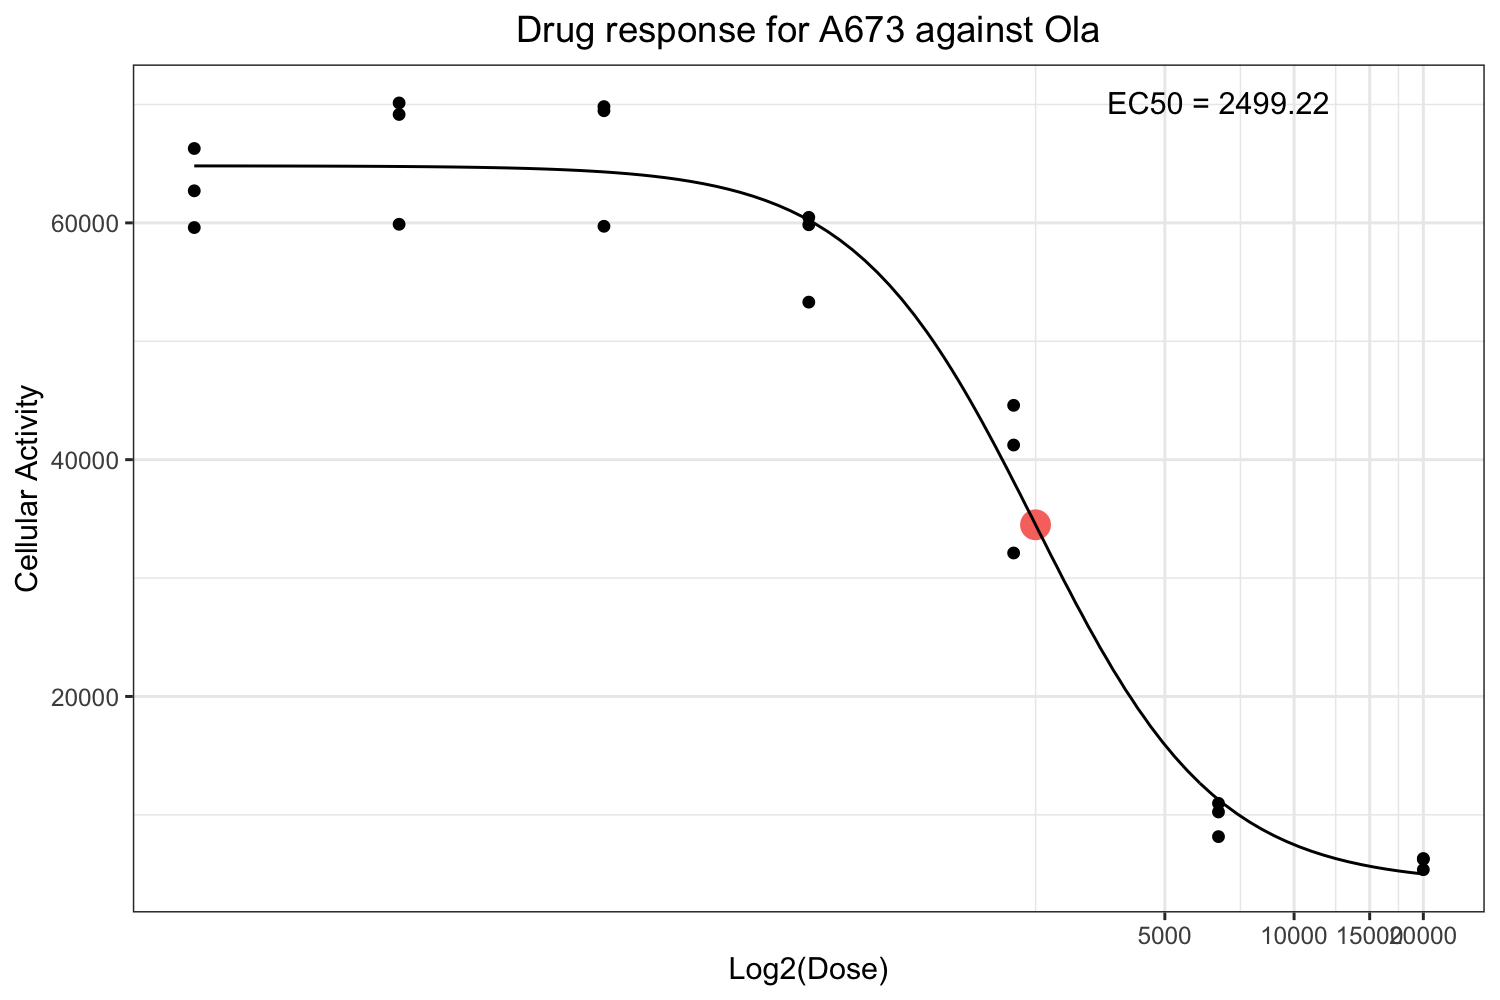 Drug response for A673 against Ola
EC50 = 2499.22
60000
40000
20000
Cellular Activity
5000 10000 15000 20000
Log2(Dose)